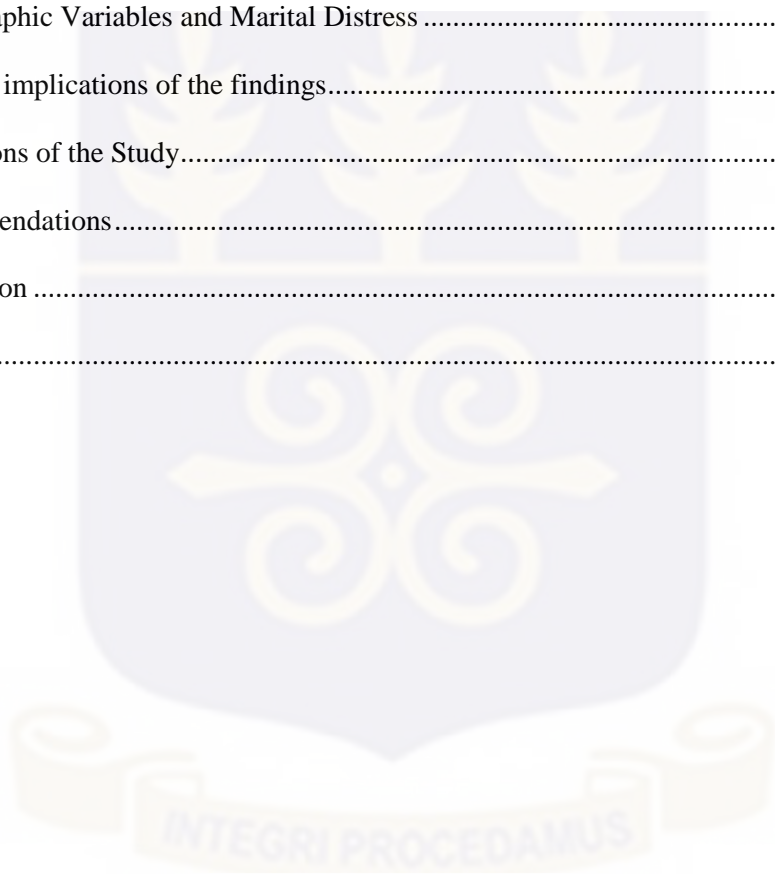 aphic Variables and Marital Distress ..........................................................
implications of the findings..........................................................................
ons of the Study.......................................................................................................
endations..................................................................................................................
on ................................................................................................................................
......................................................................................................................................
INTEGRI PROCEDAMUS